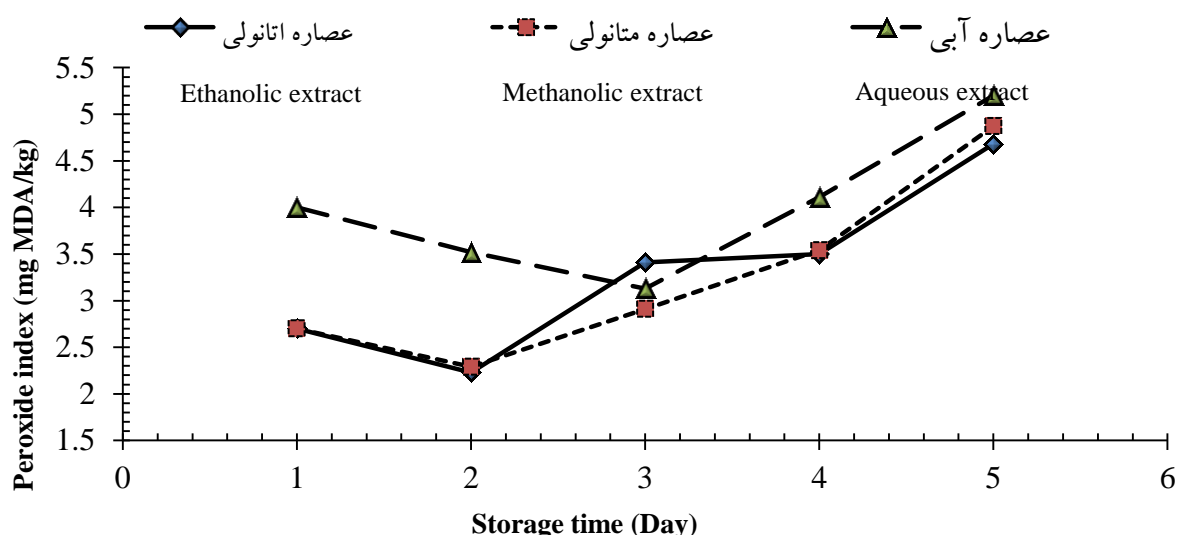 عصاره اتانولی
عصاره متانولی
عصاره آبی
Ethanolic extract
Methanolic extract
Aqueous extract
Peroxide index (mg MDA/kg)
5.5
5
4.5
4
3.5
3
2.5
2
1.5
0 1 2 3 4 5 6
Storage time (Day)